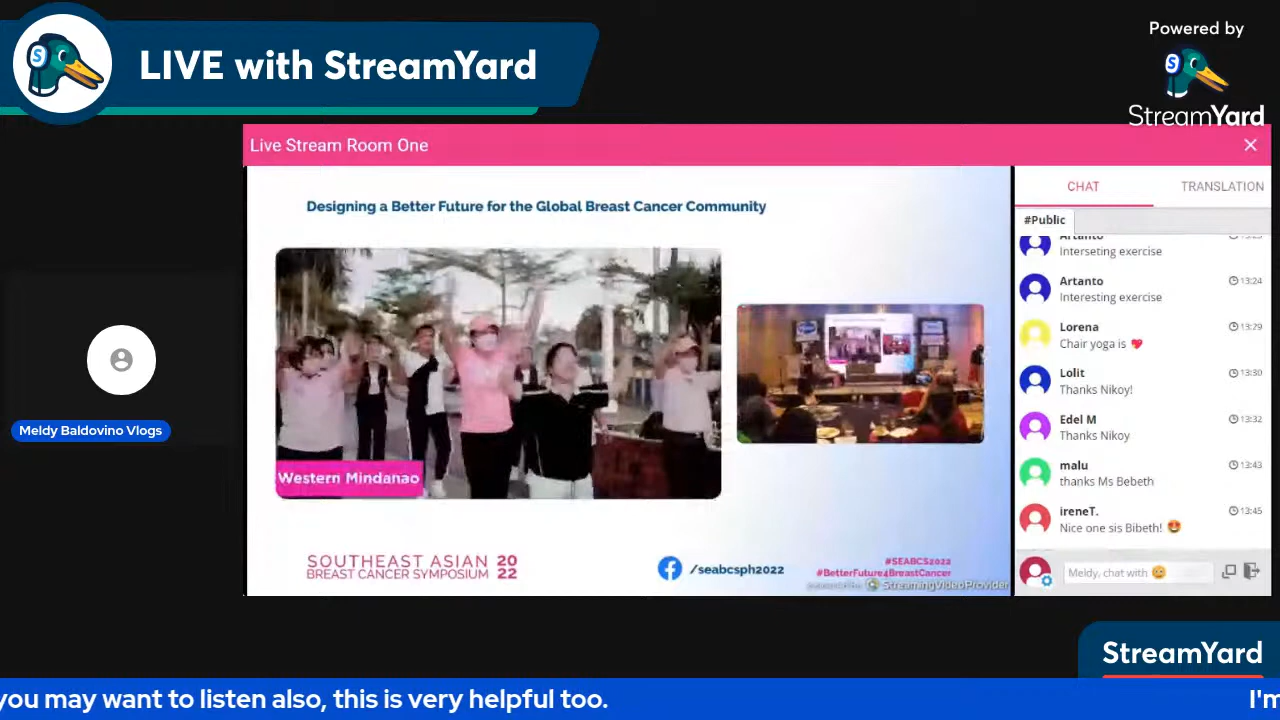 LIVE with StreamYard
Powered by
StreamYard
Live Stream Room One
Designing a Better Future for the Global Breast Cancer Community
Western Mindanao
SOUTHEAST ASIAN 20
BREAST CANCER SYMPOSIUM 22
/seabcsph2022
#SEABCS2022
#BetterFuture4BreastCancer
StreamingVideoProvider
CHAT
TRANSLATION
#Public
Artanto
Interseting exercise
Artanto 13:24
Interesting exercise
Lorena 13:29
Chair yoga is
Lolit 13:30
Thanks Nikoy!
Edel M 13:32
Thanks Nikoy
malu 13:43
thanks Ms Bebeth
ireneT. 13:45
Nice one sis Bibeth!
Meldy, chat with
Meldy Baldovino Vlogs
StreamYard
you may want to listen also, this is very helpful too. I'm